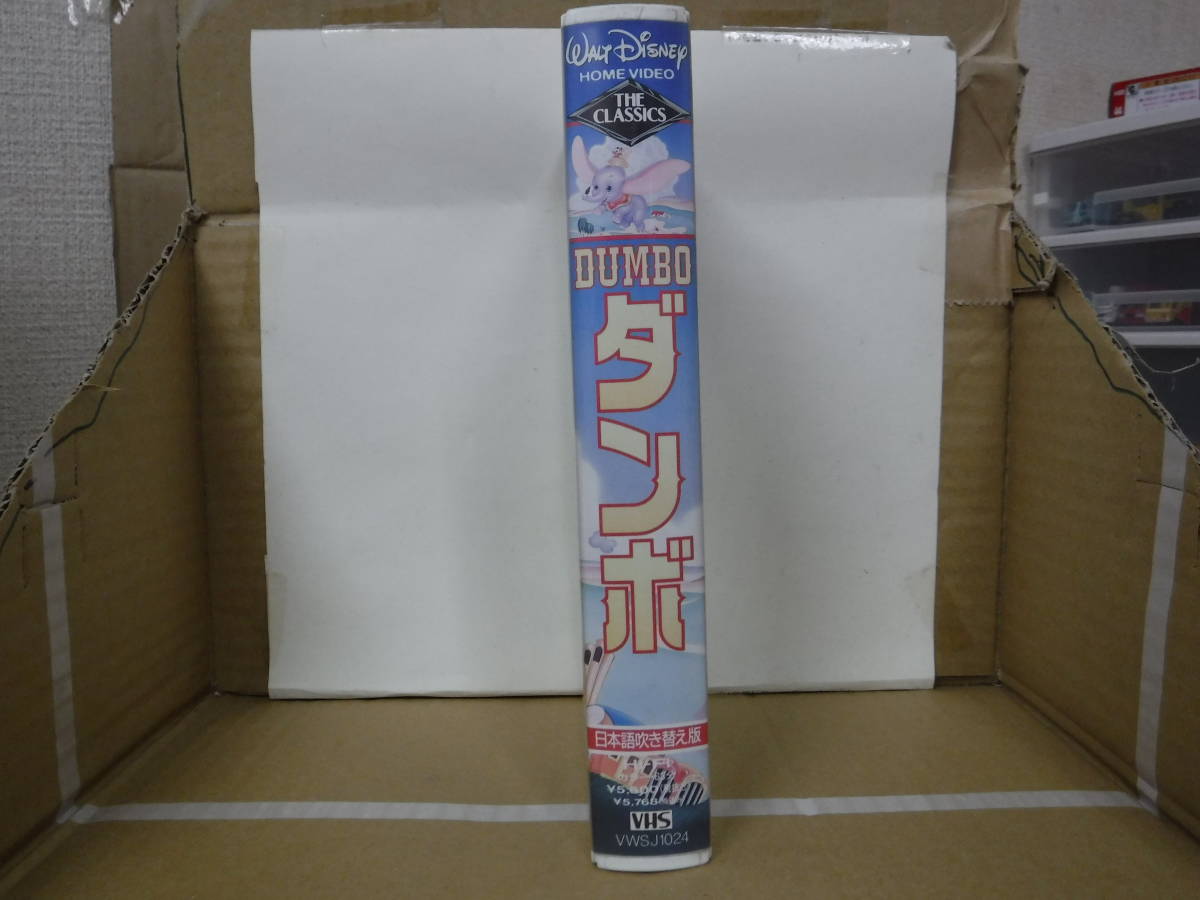 WALT DISNEY
HOME VIDEO
THE
CLASSICS
DUMBO
ダンボ
日本語吹き替え版
VHS
VWSJ1024